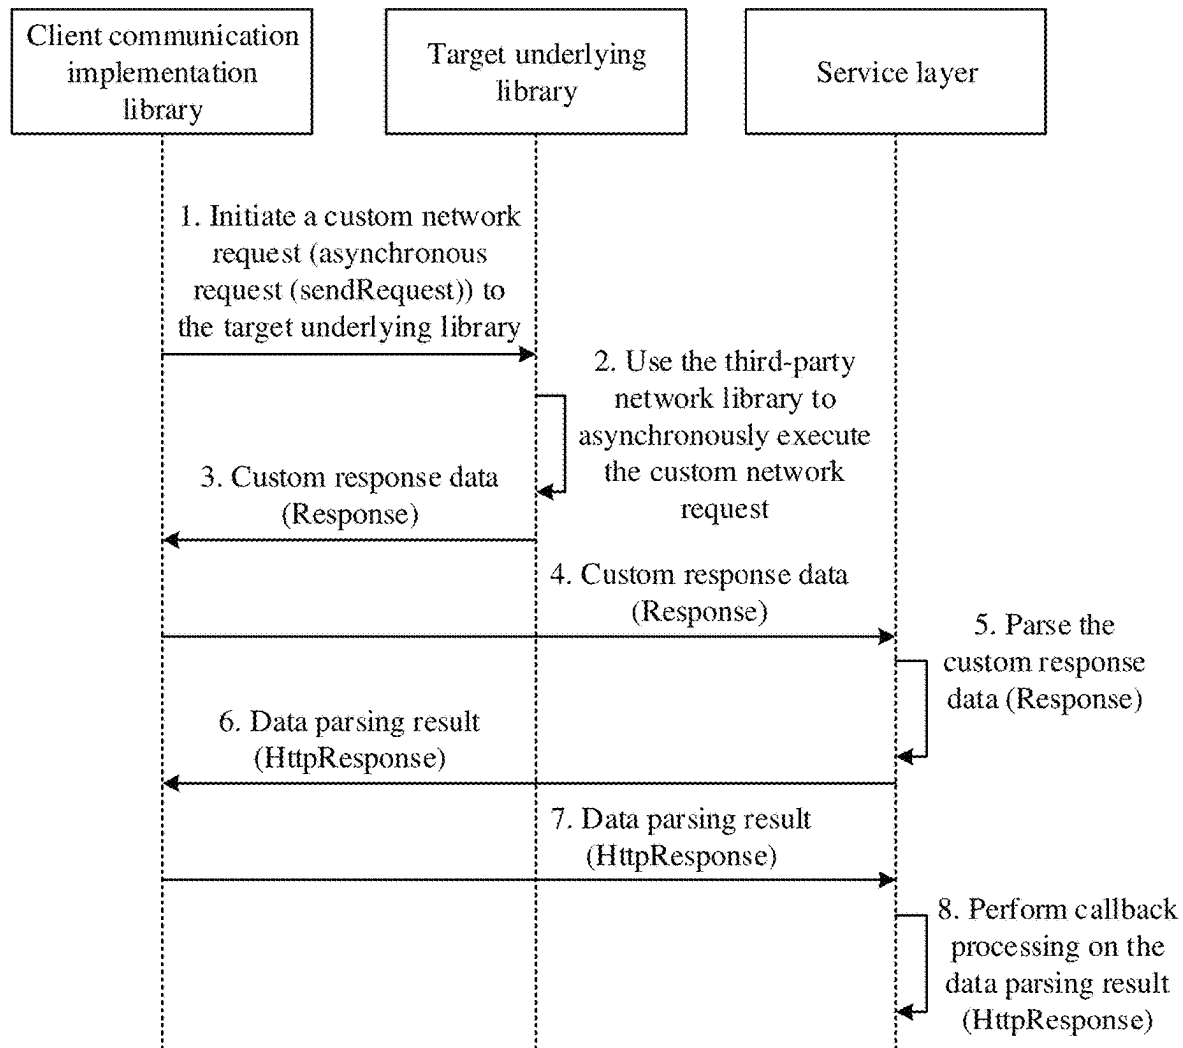 Client communication
implementation
library
Target underlying
library
Service layer
1. Initiate a custom network
request (asynchronous
request (sendRequest)) to
the target underlying library
2. Use the third-party
network library to
asynchronously execute
the custom network
request
3. Custom response data
(Response)
4. Custom response data
(Response)
5. Parse the
custom response
data (Response)
6. Data parsing result
(HttpResponse)
7. Data parsing result
(HttpResponse)
8. Perform callback
processing on the
data parsing result
(HttpResponse)